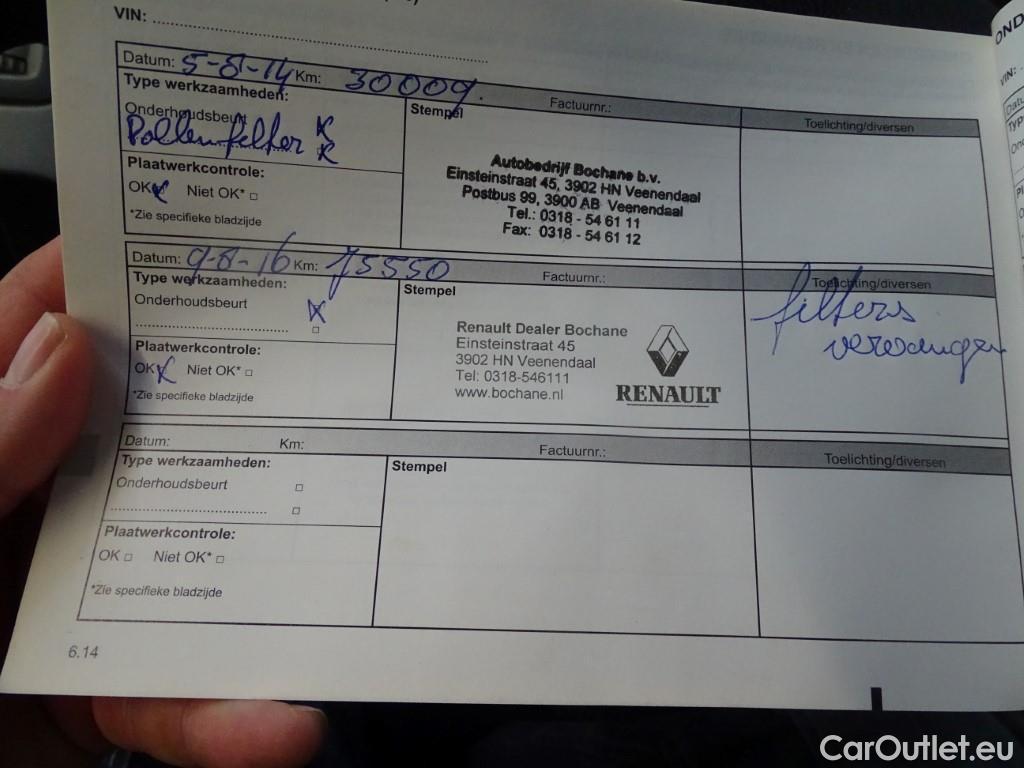 VIN:
Datum: 5-8-14 Km: 30009. Factuurnr.: Toelichting/diversen
Type werkzaamheden:
Onderhoudsbeurt
Pollenfilter
Plaatwerkcontrole:
OK Niet OK*
*Zie specifieke bladzijde
Stempel
Autobedrijf Bochane b.v.
Einsteinstraat 45, 3902 HN Veenendaal
Postbus 99, 3900 AB Veenendaal
Tel.: 0318 - 54 61 11
Fax: 0318 - 54 61 12
Datum: 9-8-16 Km: 75550 Factuurnr.: Toelichting/diversen
Type werkzaamheden:
Onderhoudsbeurt
Plaatwerkcontrole:
OK Niet OK*
*Zie specifieke bladzijde
Stempel
Renault Dealer Bochane
Einsteinstraat 45
3902 HN Veenendaal
Tel: 0318-546111
www.bochane.nl
RENAULT
filters
vervangen
Datum: Km: Factuurnr.: Toelichting/diversen
Type werkzaamheden:
Onderhoudsbeurt
Plaatwerkcontrole:
OK Niet OK*
*Zie specifieke bladzijde
Stempel
6.14
OND
VIN:
CarOutlet.eu